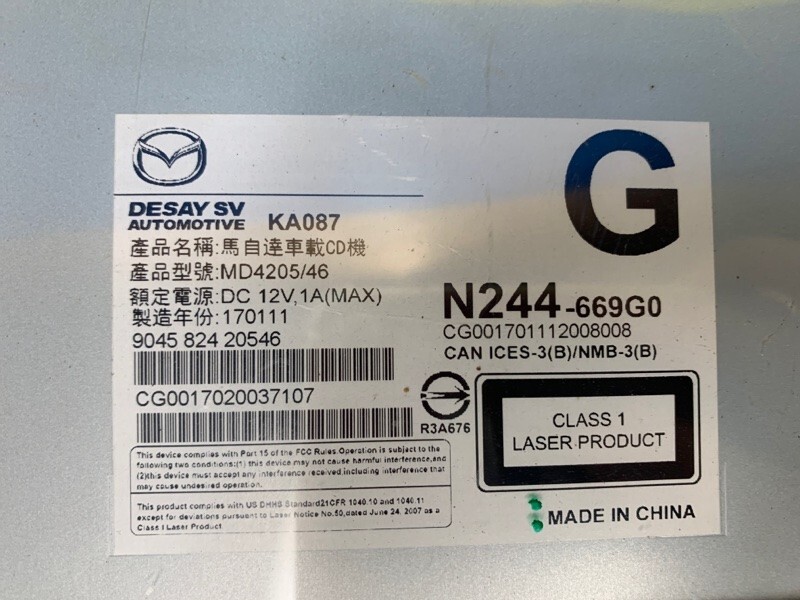 G
DESAY SV
AUTOMOTIVE KA087
產品名稱:馬自達車載CD機
產品型號:MD4205/46
額定電源:DC 12V,1A(MAX)
製造年份:170111
9045 824 20546
N244-669G0
CG001701112008008
CAN ICES-3(B)/NMB-3(B)
CG0017020037107
R3A676
CLASS 1
LASER PRODUCT
This device complies with Part 15 of the FCC Rules.Operation is subject to the
following two conditions:(1) this device may not cause harmful interference,and
(2)this device must accept any interference received,including interference that
may cause undesired operation.
This product complies with US DHHS Standard21CFR 1040.10 and 1040.11
except for deviations pursuant to Laser Notice No.50,dated June 24, 2007 as a
Class I Laser Product
MADE IN CHINA